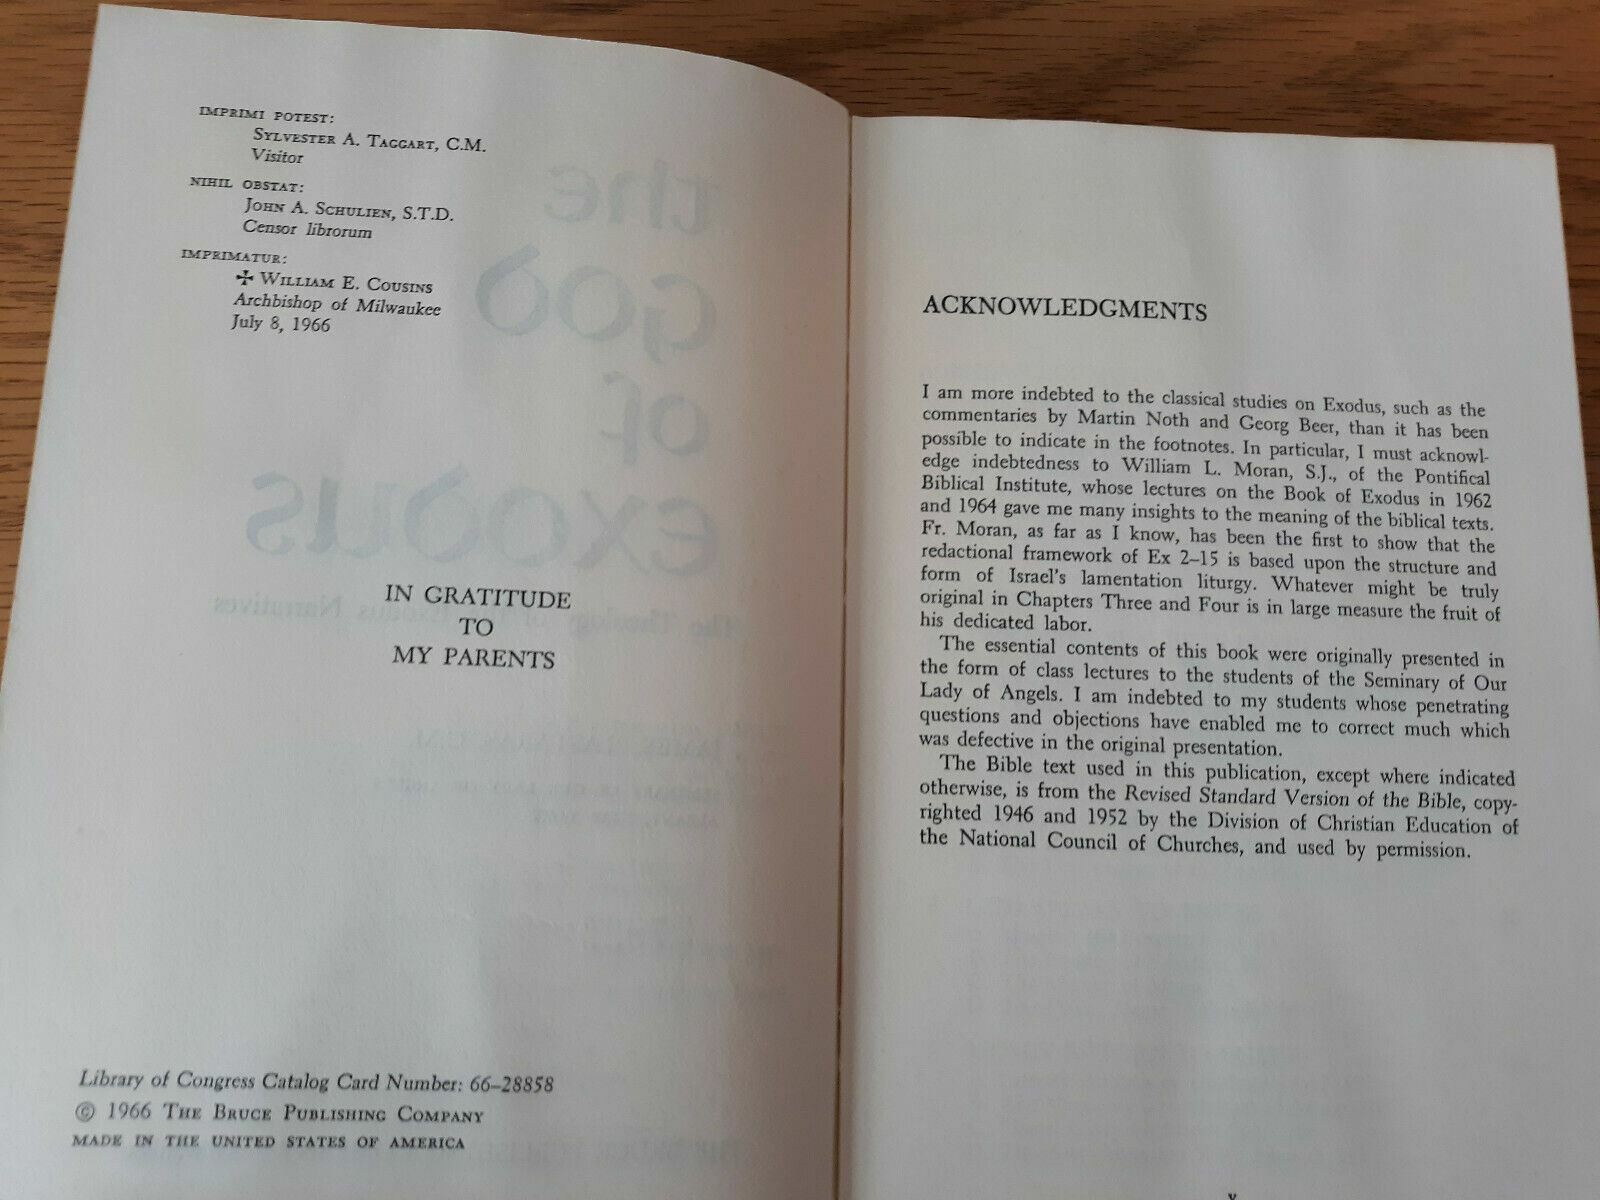 IMPRIMI POTEST:
SYLVESTER A. TAGGART, C.M.
Visitor
NIHIL OBSTAT:
JOHN A. SCHULIEN, S.T.D.
Censor librorum
IMPRIMATUR:
✠ WILLIAM E. COUSINS
Archbishop of Milwaukee
July 8, 1966
the
God
of
exodus
The Theology of the Exodus Narratives
IN GRATITUDE
TO
MY PARENTS
Library of Congress Catalog Card Number: 66–28858
© 1966 THE BRUCE PUBLISHING COMPANY
MADE IN THE UNITED STATES OF AMERICA
ACKNOWLEDGMENTS
I am more indebted to the classical studies on Exodus, such as the
commentaries by Martin Noth and Georg Beer, than it has been
possible to indicate in the footnotes. In particular, I must acknowl-
edge indebtedness to William L. Moran, S.J., of the Pontifical
Biblical Institute, whose lectures on the Book of Exodus in 1962
and 1964 gave me many insights to the meaning of the biblical texts.
Fr. Moran, as far as I know, has been the first to show that the
redactional framework of Ex 2–15 is based upon the structure and
form of Israel's lamentation liturgy. Whatever might be truly
original in Chapters Three and Four is in large measure the fruit of
his dedicated labor.
The essential contents of this book were originally presented in
the form of class lectures to the students of the Seminary of Our
Lady of Angels. I am indebted to my students whose penetrating
questions and objections have enabled me to correct much which
was defective in the original presentation.
The Bible text used in this publication, except where indicated
otherwise, is from the Revised Standard Version of the Bible, copy-
righted 1946 and 1952 by the Division of Christian Education of
the National Council of Churches, and used by permission.
v